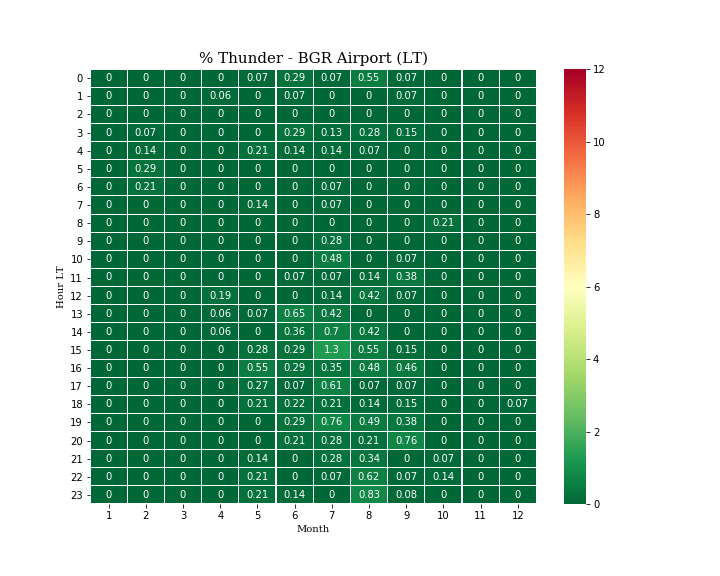 % Thunder - BGR Airport (LT)
0 0 0 0 0 0.07 0.29 0.07 0.55 0.07 0 0 0
1 0 0 0 0.06 0 0.07 0 0 0.07 0 0 0
2 0 0 0 0 0 0 0 0 0 0 0 0
3 0 0.07 0 0 0 0.29 0.13 0.28 0.15 0 0 0
4 0 0.14 0 0 0.21 0.14 0.14 0.07 0 0 0 0
5 0 0.29 0 0 0 0 0 0 0 0 0 0
6 0 0.21 0 0 0 0 0.07 0 0 0 0 0
7 0 0 0 0 0.14 0 0.07 0 0 0 0 0
8 0 0 0 0 0 0 0 0 0 0.21 0 0
9 0 0 0 0 0 0 0.28 0 0 0 0 0
10 0 0 0 0 0 0 0.48 0 0.07 0 0 0
11 0 0 0 0 0 0.07 0.07 0.14 0.38 0 0 0
12 0 0 0 0.19 0 0 0.14 0.42 0.07 0 0 0
13 0 0 0 0.06 0.07 0.65 0.42 0 0 0 0 0
14 0 0 0 0.06 0 0.36 0.7 0.42 0 0 0 0
15 0 0 0 0 0.28 0.29 1.3 0.55 0.15 0 0 0
16 0 0 0 0 0.55 0.29 0.35 0.48 0.46 0 0 0
17 0 0 0 0 0.27 0.07 0.61 0.07 0.07 0 0 0
18 0 0 0 0 0.21 0.22 0.21 0.14 0.15 0 0 0.07
19 0 0 0 0 0 0.29 0.76 0.49 0.38 0 0 0
20 0 0 0 0 0 0.21 0.28 0.21 0.76 0 0 0
21 0 0 0 0 0.14 0 0.28 0.34 0 0.07 0 0
22 0 0 0 0 0.21 0 0.07 0.62 0.07 0.14 0 0
23 0 0 0 0 0.21 0.14 0 0.83 0.08 0 0 0
1 2 3 4 5 6 7 8 9 10 11 12
Month
Hour LT
12
10
8
6
4
2
0